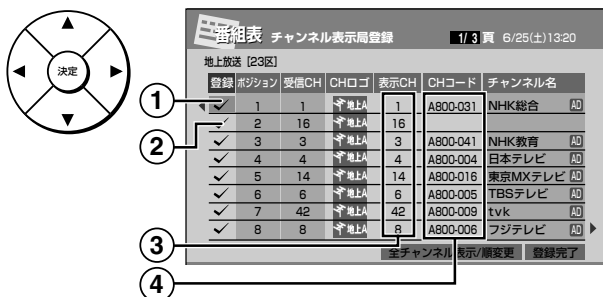 決定
番組表 チャンネル表示局登録 1/3 頁 6/25(土)13:20
地上放送 [23区]
登録 ポジション 受信CH CHロゴ 表示CH CHコード チャンネル名
① 1 1 地上A 1 A800-031 NHK総合 AD
② 2 16 地上A 16
3 3 地上A 3 A800-041 NHK教育 AD
4 4 地上A 4 A800-004 日本テレビ AD
5 14 地上A 14 A800-016 東京MXテレビ AD
6 6 地上A 6 A800-005 TBSテレビ AD
7 42 地上A 42 A800-009 tvk AD
8 8 地上A 8 A800-006 フジテレビ AD
③ 全チャンネル表示/順変更 登録完了
④